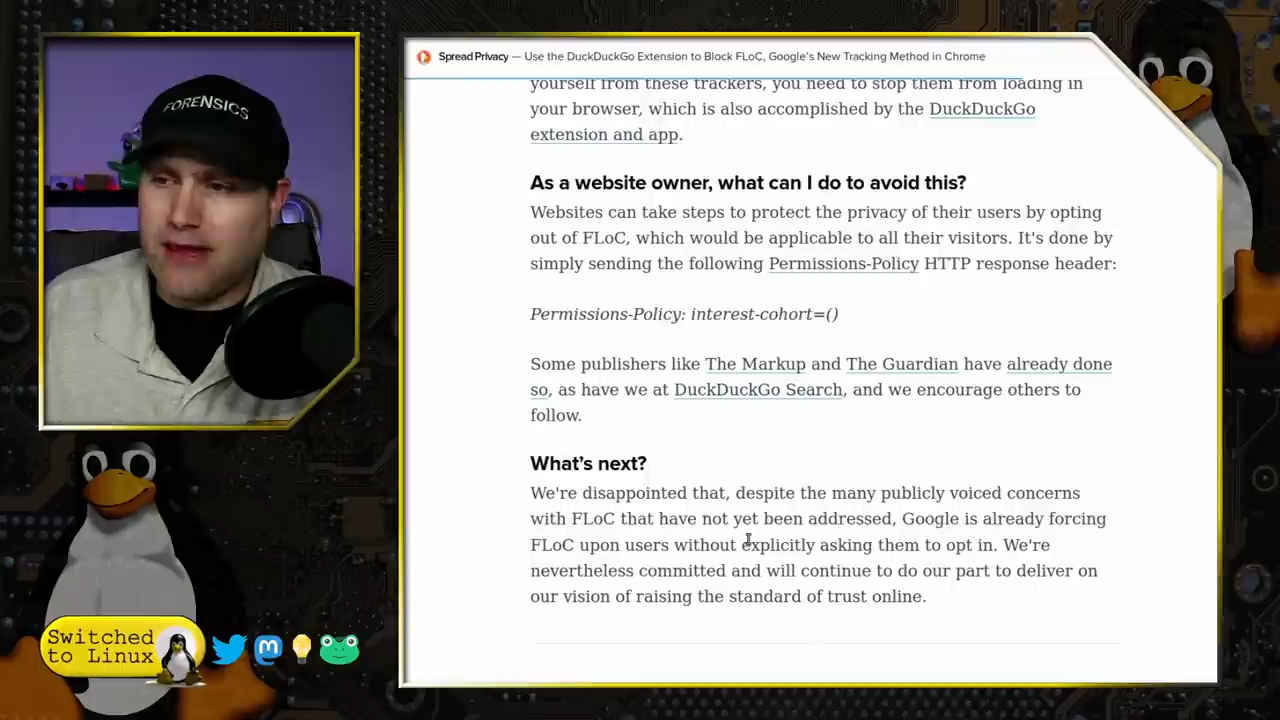 FORENSICS
Spread Privacy — Use the DuckDuckGo Extension to Block FLoC, Google's New Tracking Method in Chrome
yourself from these trackers, you need to stop them from loading in
your browser, which is also accomplished by the DuckDuckGo
extension and app.
As a website owner, what can I do to avoid this?
Websites can take steps to protect the privacy of their users by opting
out of FLoC, which would be applicable to all their visitors. It's done by
simply sending the following Permissions-Policy HTTP response header:
Permissions-Policy: interest-cohort=()
Some publishers like The Markup and The Guardian have already done
so, as have we at DuckDuckGo Search, and we encourage others to
follow.
What's next?
We're disappointed that, despite the many publicly voiced concerns
with FLoC that have not yet been addressed, Google is already forcing
FLoC upon users without explicitly asking them to opt in. We're
nevertheless committed and will continue to do our part to deliver on
our vision of raising the standard of trust online.
Switched
to Linux